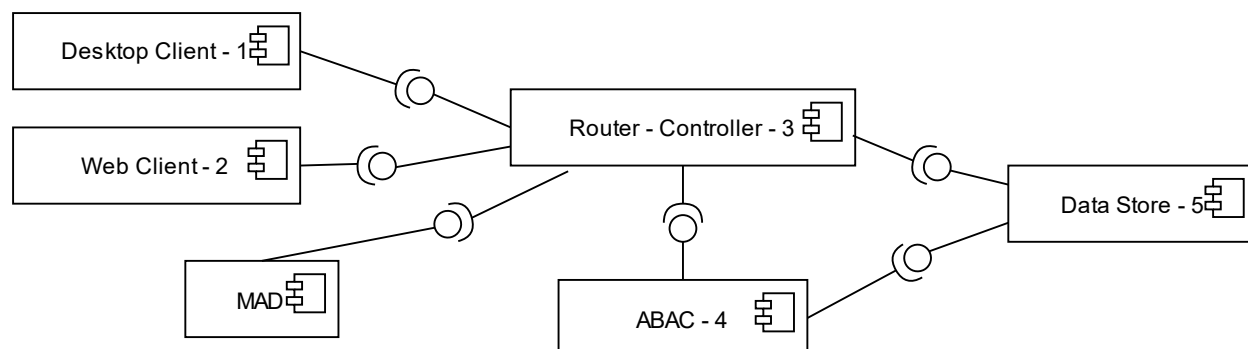 Desktop Client - 1
Router - Controller - 3
Web Client - 2
Data Store - 5
MAD
ABAC - 4